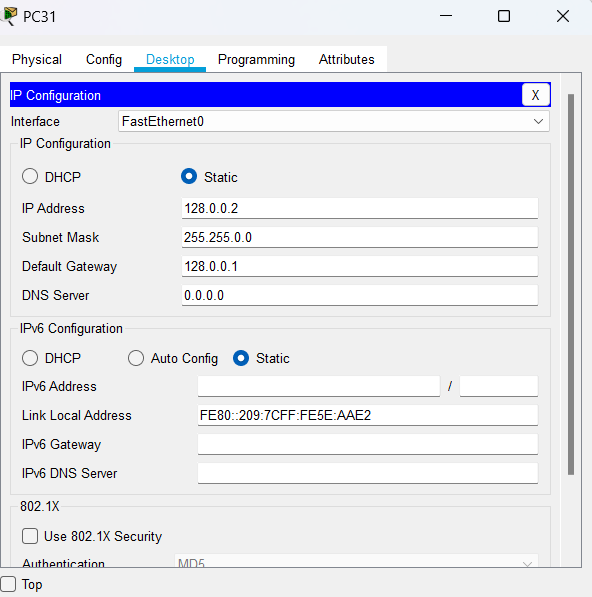 PC31
Physical Config Desktop Programming Attributes
IP Configuration X
Interface FastEthernet0
IP Configuration
DHCP Static
IP Address 128.0.0.2
Subnet Mask 255.255.0.0
Default Gateway 128.0.0.1
DNS Server 0.0.0.0
IPv6 Configuration
DHCP Auto Config Static
IPv6 Address /
Link Local Address FE80::209:7CFF:FE5E:AAE2
IPv6 Gateway
IPv6 DNS Server
802.1X
Use 802.1X Security
Authentication MD5
Top